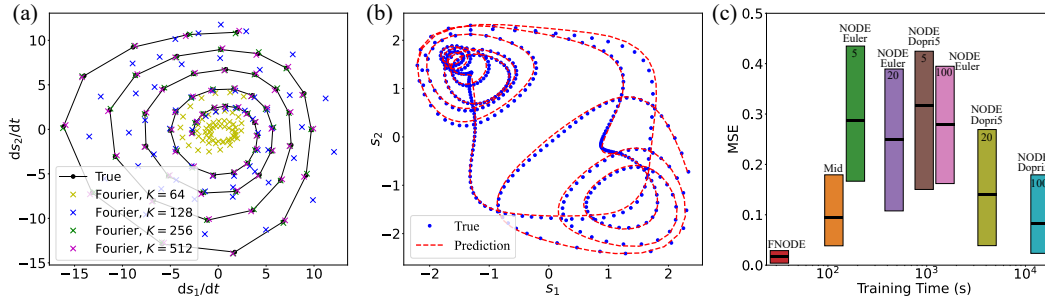 (a)
10
5
0
−5
−10
−15
ds₂/dt
True
Fourier, K = 64
Fourier, K = 128
Fourier, K = 256
Fourier, K = 512
−15 −10 −5 0 5 10
ds₁/dt
(b)
2
1
0
−1
−2
s₂
True
Prediction
−2 −1 0 1 2
s₁
(c)
0.5
0.4
0.3
0.2
0.1
0.0
MSE
FNODE
Mid
NODE
Euler
5
NODE
Euler
20
NODE
Dopri5
5
NODE
Euler
100
NODE
Dopri5
20
NODE
Dopri
100
10² 10³ 10⁴
Training Time (s)